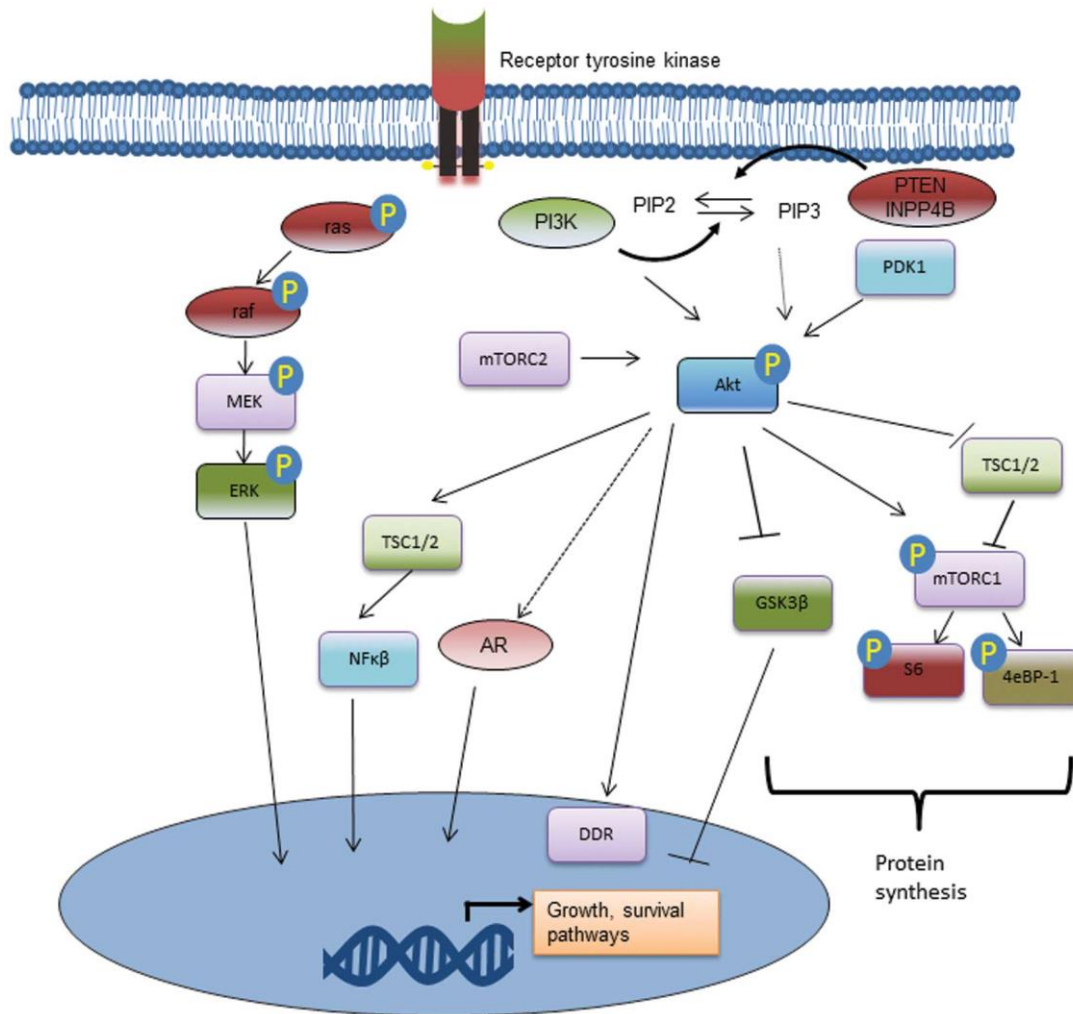 Receptor tyrosine kinase
PTEN
INPP4B
P
ras
PI3K
PIP2
PIP3
PDK1
P
raf
mTORC2
P
Akt
P
MEK
TSC1/2
P
ERK
TSC1/2
P
mTORC1
GSK3β
AR
NFκβ
P
S6
P
4eBP-1
DDR
Protein
synthesis
Growth, survival
pathways